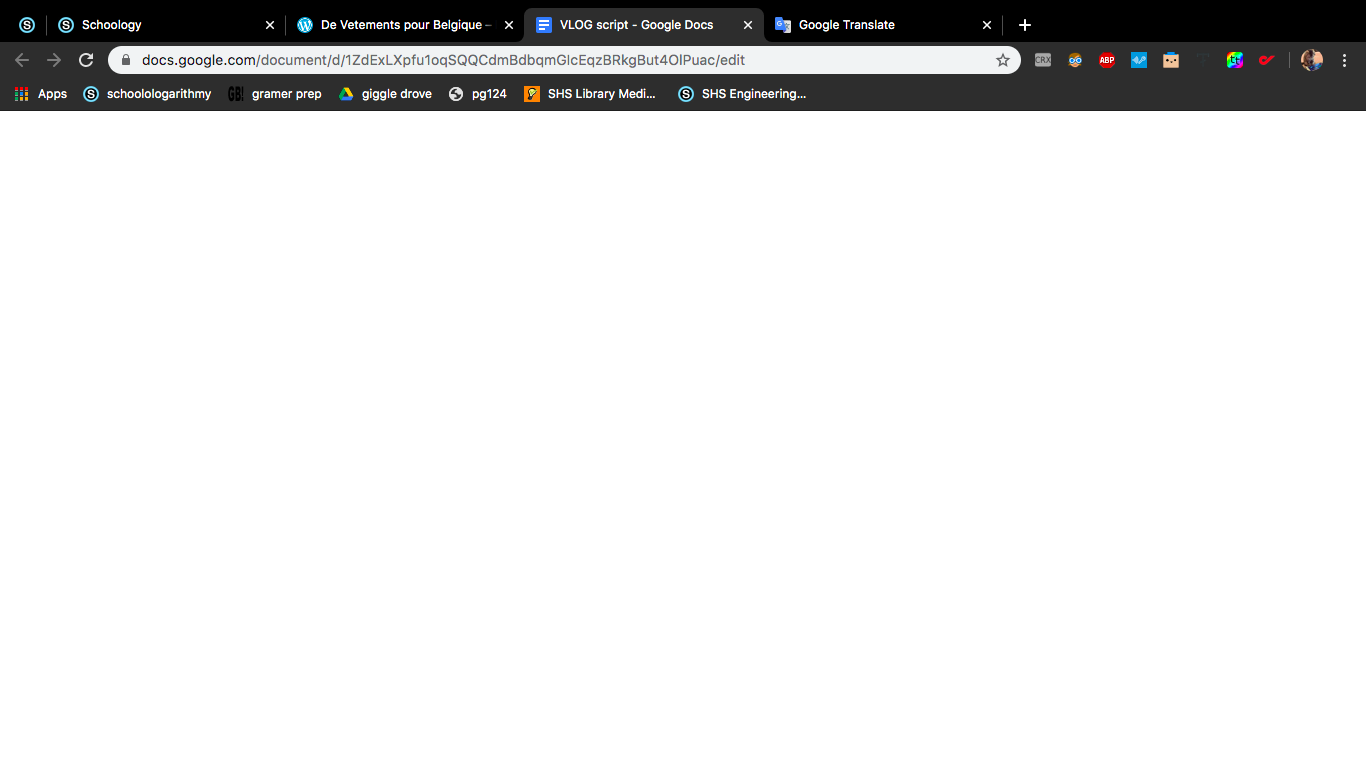 Schoology De Vetements pour Belgique – VLOG script - Google Docs Google Translate
docs.google.com/document/d/1ZdExLXpfu1oqSQQCdmBdbqmGlcEqzBRkgBut4OlPuac/edit CRX ABP
Apps schoolologarithmy GB! gramer prep giggle drove pg124 SHS Library Medi... SHS Engineering...